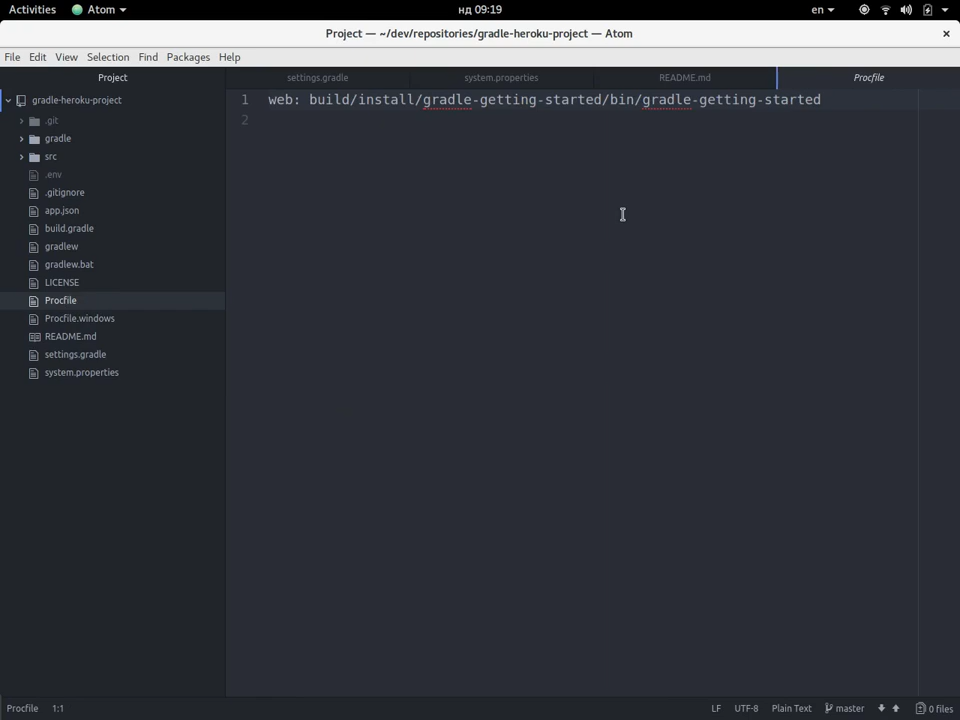 Activities Atom нд 09:19 en
Project — ~/dev/repositories/gradle-heroku-project — Atom ×
File Edit View Selection Find Packages Help
Project settings.gradle system.properties README.md Procfile
gradle-heroku-project
.git
gradle
src
.env
.gitignore
app.json
build.gradle
gradlew
gradlew.bat
LICENSE
Procfile
Procfile.windows
README.md
settings.gradle
system.properties
1 web: build/install/gradle-getting-started/bin/gradle-getting-started
2
Procfile 1:1 LF UTF-8 Plain Text master 0 files